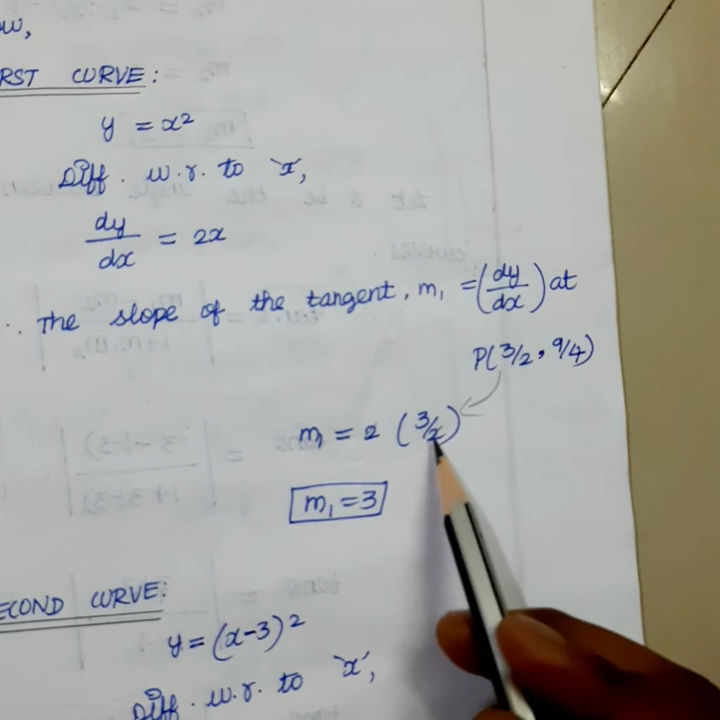 RST CURVE:
y = x²
Diff. w.r. to 'x',
dy/dx = 2x
∴ The slope of the tangent, m₁ = (dy/dx) at
P(3/2, 9/4)
m₁ = 2 (3/2)
m₁ = 3
ECOND CURVE:
y = (x-3)²
Diff. w.r. to 'x',